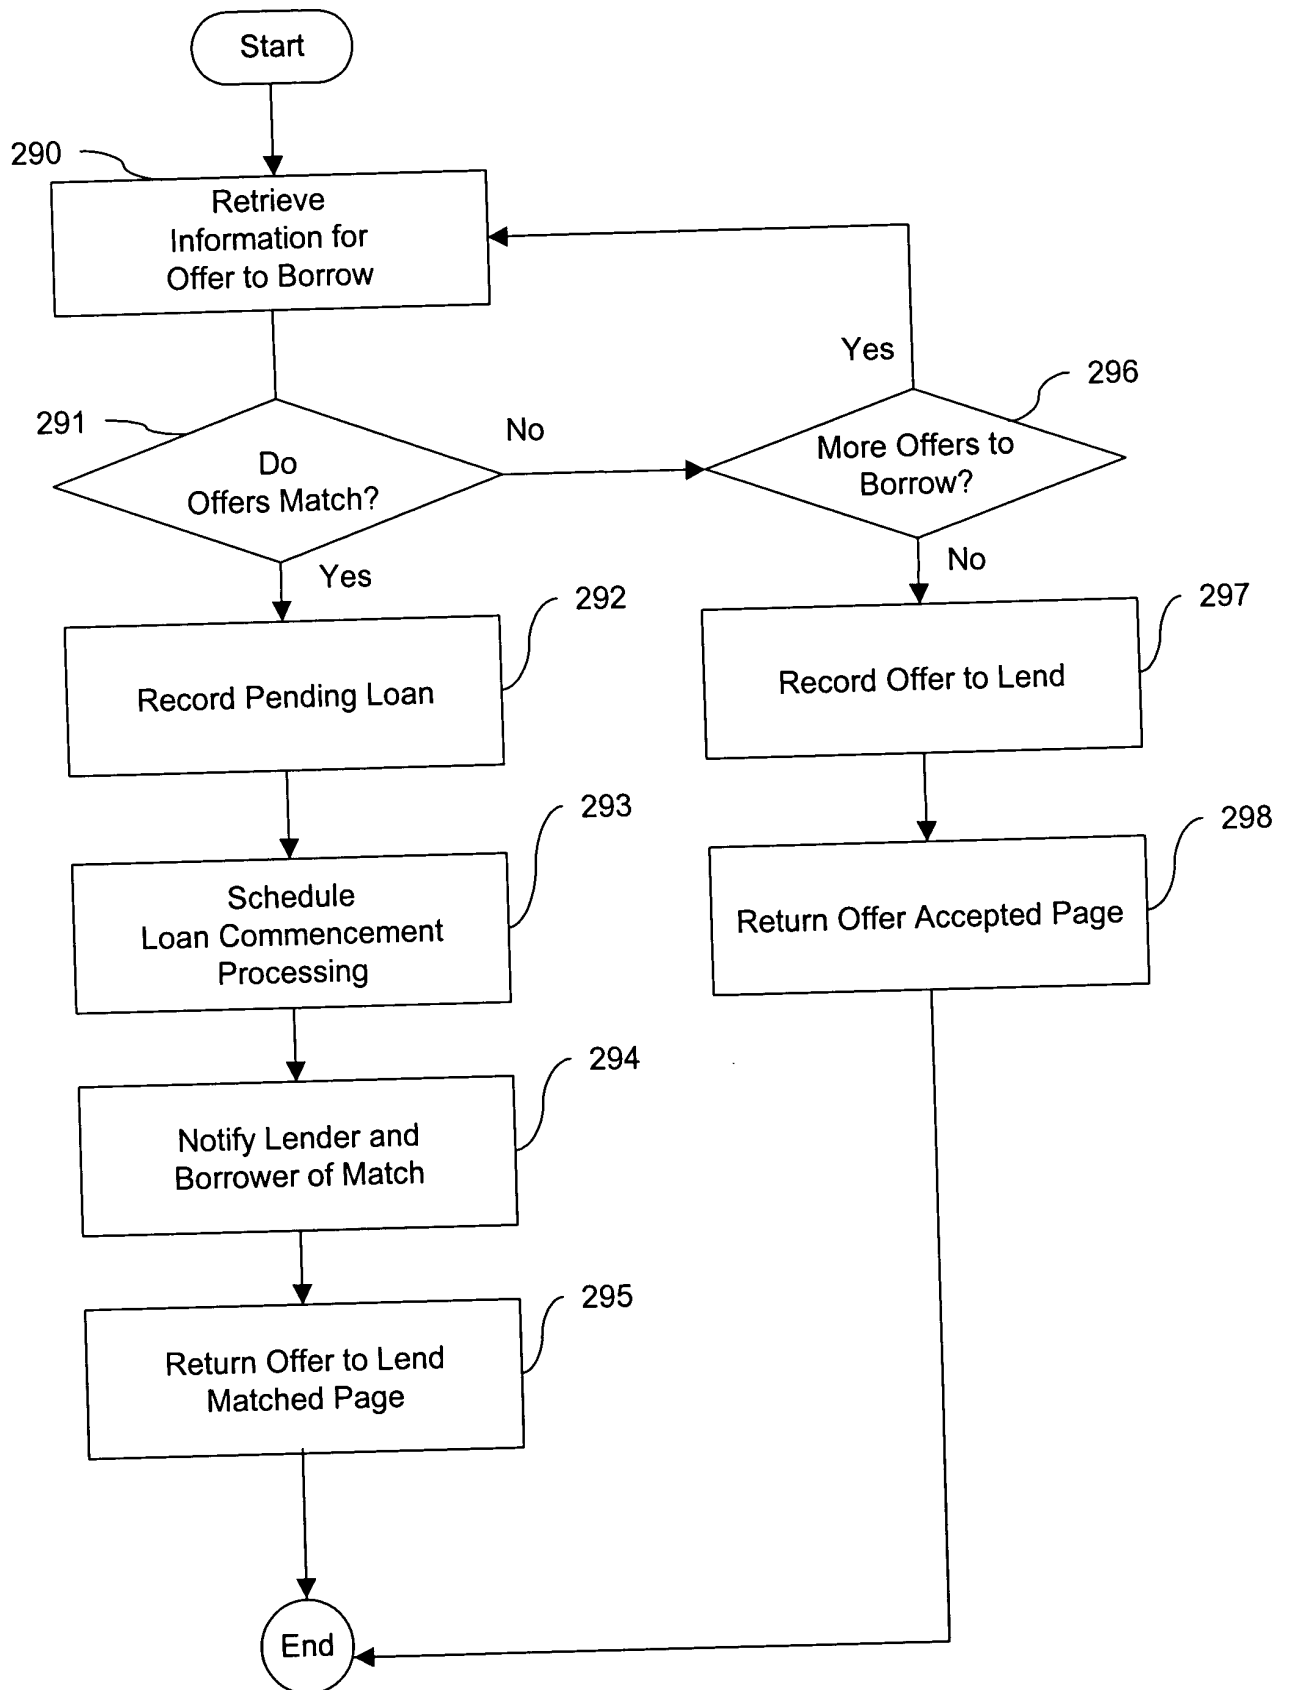 Start
290
Retrieve
Information for
Offer to Borrow
Yes
296
291
No
More Offers to
Borrow?
Do
Offers Match?
No
Yes
292
297
Record Pending Loan
Record Offer to Lend
293
298
Schedule
Loan Commencement
Processing
Return Offer Accepted Page
294
Notify Lender and
Borrower of Match
295
Return Offer to Lend
Matched Page
End